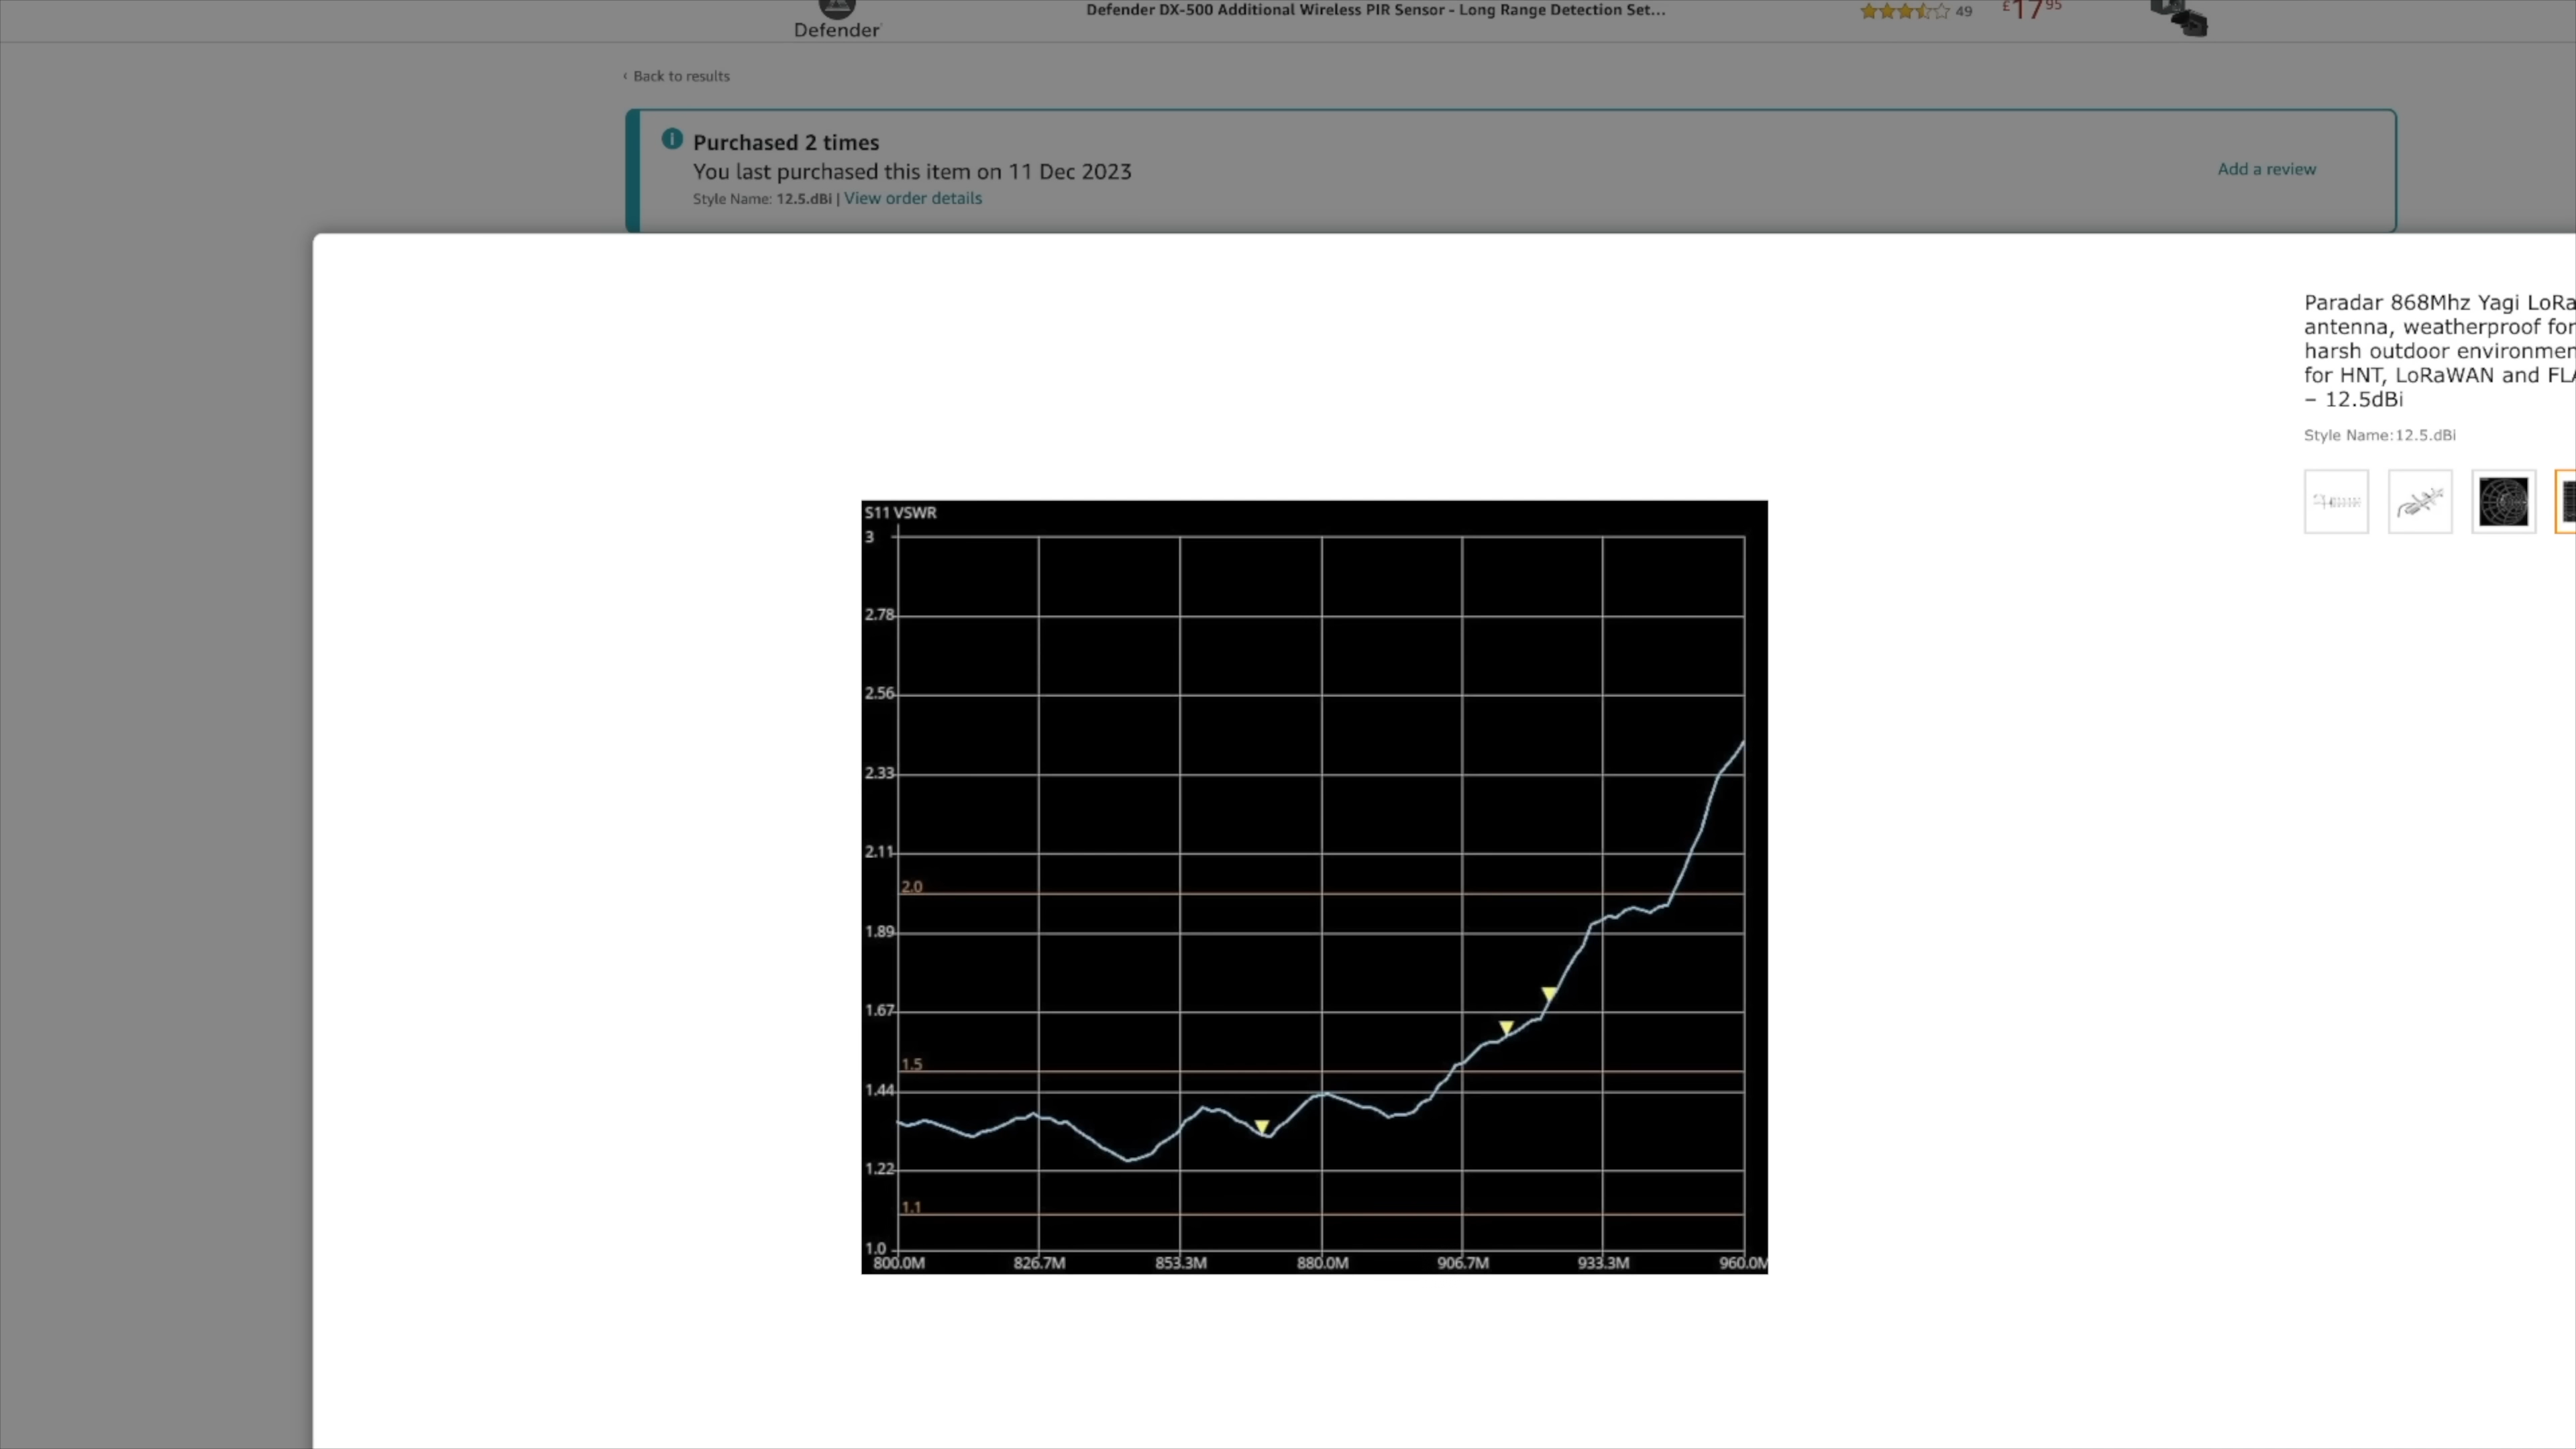 Defender
Defender DX-500 Additional Wireless PIR Sensor - Long Range Detection Set...
49
£17 95
‹ Back to results
Purchased 2 times
You last purchased this item on 11 Dec 2023
Style Name: 12.5.dBi | View order details
Add a review
Paradar 868Mhz Yagi LoRa
antenna, weatherproof for
harsh outdoor environmen
for HNT, LoRaWAN and FLA
– 12.5dBi
Style Name:12.5.dBi
S11 VSWR
3
2.78
2.56
2.33
2.11
2.0
1.89
1.67
1.5
1.44
1.22
1.1
1.0
800.0M 826.7M 853.3M 880.0M 906.7M 933.3M 960.0M